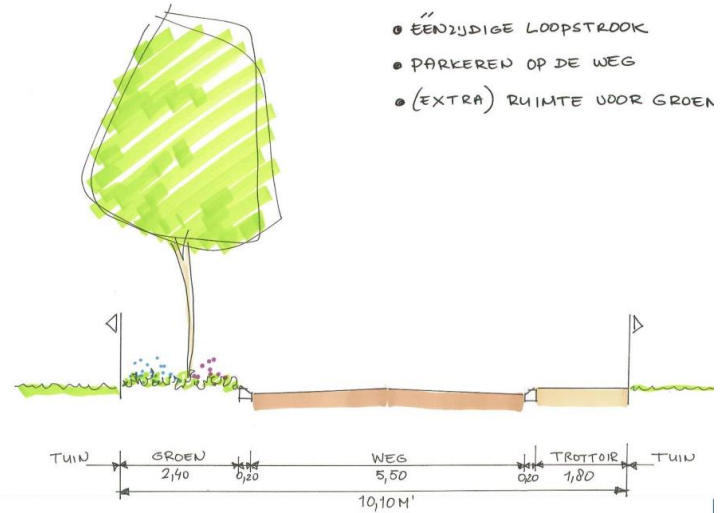 • ÉÉNZIJDIGE LOOPSTROOK
• PARKEREN OP DE WEG
• (EXTRA) RUIMTE VOOR GROEN
TUIN GROEN WEG TROTTOIR TUIN
2,40 0,20 5,50 0,20 1,80
10,10 M'